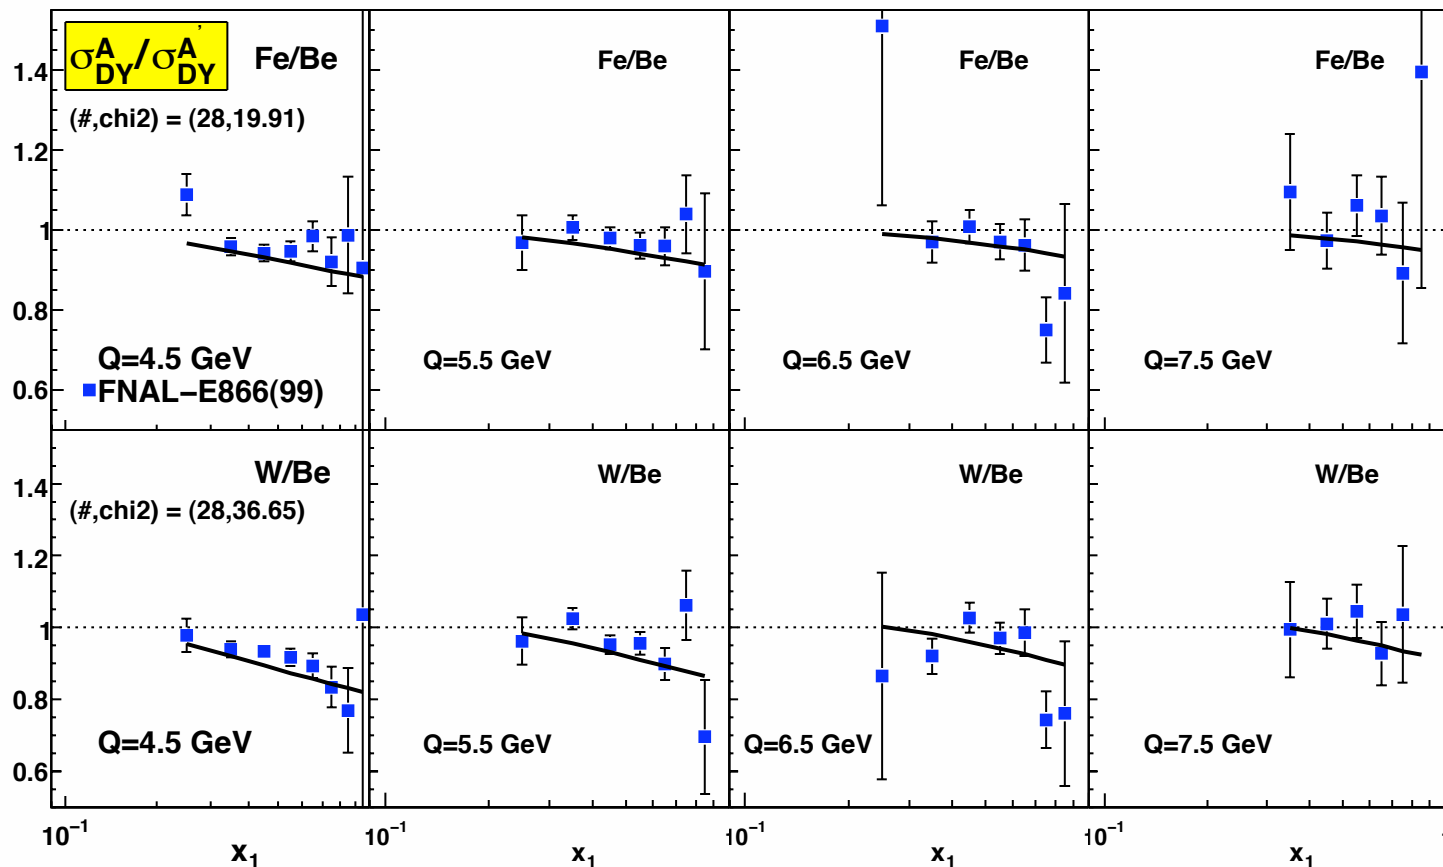 σ_DY^A/σ_DY^A'
Fe/Be
Fe/Be
Fe/Be
Fe/Be
(#,chi2) = (28,19.91)
1.4
1.2
1
0.8
0.6
Q=4.5 GeV
Q=5.5 GeV
Q=6.5 GeV
Q=7.5 GeV
FNAL−E866(99)
W/Be
W/Be
W/Be
W/Be
(#,chi2) = (28,36.65)
1.4
1.2
1
0.8
0.6
Q=4.5 GeV
Q=5.5 GeV
Q=6.5 GeV
Q=7.5 GeV
10⁻¹
10⁻¹
10⁻¹
10⁻¹
1
x₁
x₁
x₁
x₁